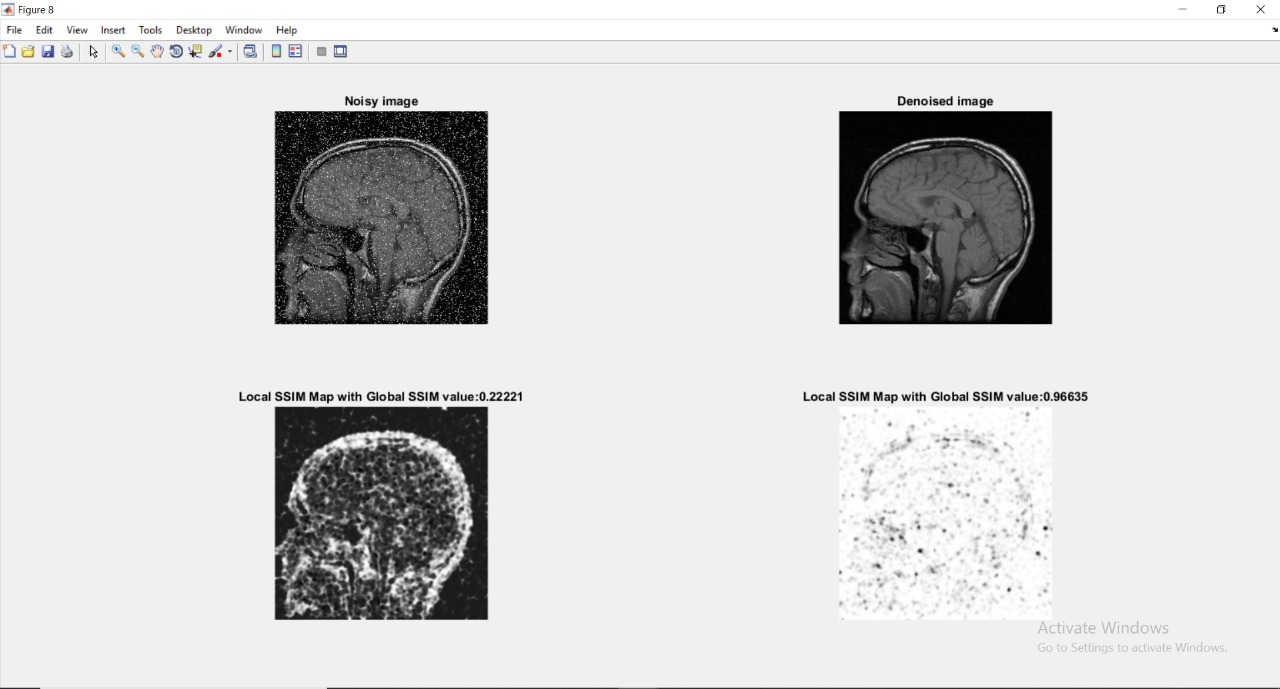 Figure 8
File Edit View Insert Tools Desktop Window Help
Noisy image
Denoised image
Local SSIM Map with Global SSIM value:0.22221
Local SSIM Map with Global SSIM value:0.96635
Activate Windows
Go to Settings to activate Windows.